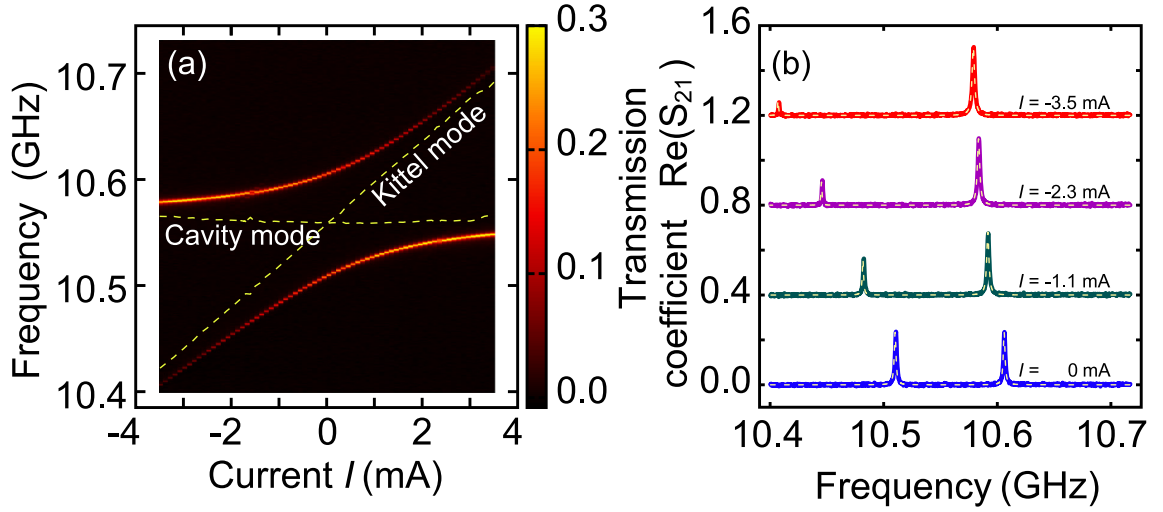 (a)
Frequency (GHz)
10.7
10.6
10.5
10.4
Kittel mode
Cavity mode
-4
-2
0
2
4
Current I (mA)
0.3
0.2
0.1
0.0
Transmission
coefficient Re(S21)
(b)
1.6
1.2
0.8
0.4
0.0
I = -3.5 mA
I = -2.3 mA
I = -1.1 mA
I = 0 mA
10.4
10.5
10.6
10.7
Frequency (GHz)